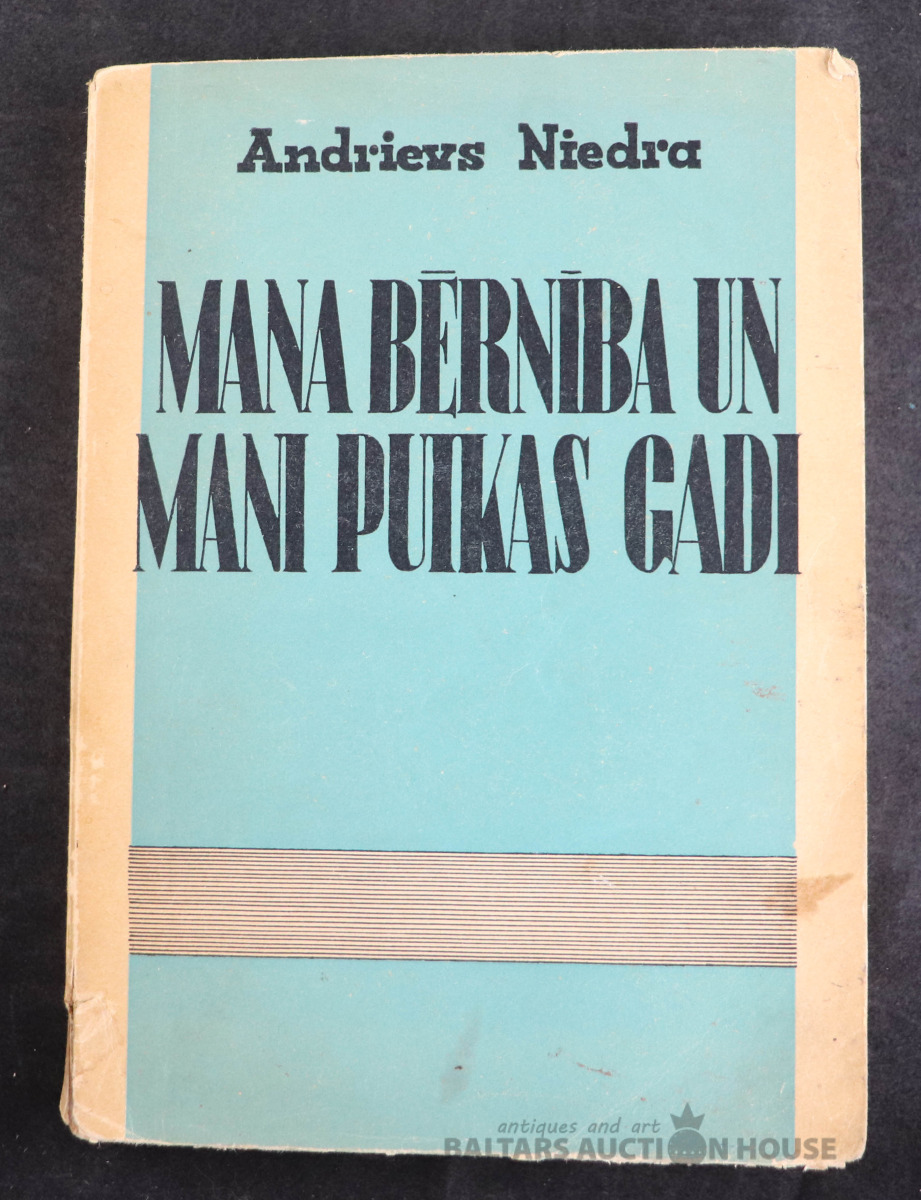 Andrievs Niedra
MANA BĒRNĪBA UN
MANI PUIKAS GADI
antiques and art
BALTARS AUCTION HOUSE